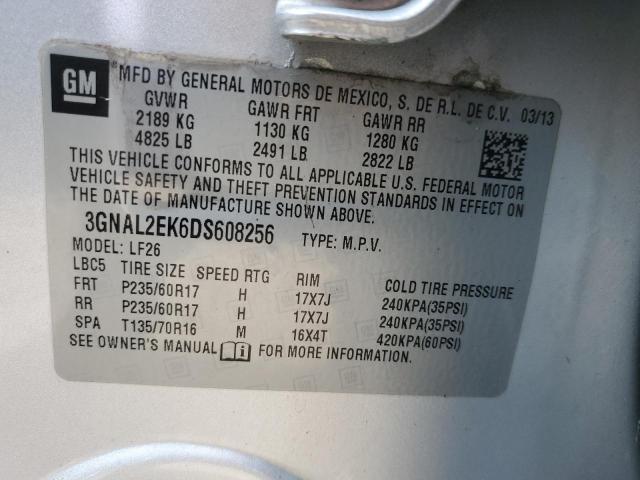 GM
MFD BY GENERAL MOTORS DE MEXICO, S. DE R.L. DE C.V. 03/13
GVWR GAWR FRT GAWR RR
2189 KG 1130 KG 1280 KG
4825 LB 2491 LB 2822 LB
THIS VEHICLE CONFORMS TO ALL APPLICABLE U.S. FEDERAL MOTOR
VEHICLE SAFETY AND THEFT PREVENTION STANDARDS IN EFFECT ON
THE DATE OF MANUFACTURE SHOWN ABOVE.
3GNAL2EK6DS608256 TYPE: M.P.V.
MODEL: LF26
LBC5 TIRE SIZE SPEED RTG RIM COLD TIRE PRESSURE
FRT P235/60R17 H 17X7J 240KPA(35PSI)
RR P235/60R17 H 17X7J 240KPA(35PSI)
SPA T135/70R16 M 16X4T 420KPA(60PSI)
SEE OWNER'S MANUAL i FOR MORE INFORMATION.